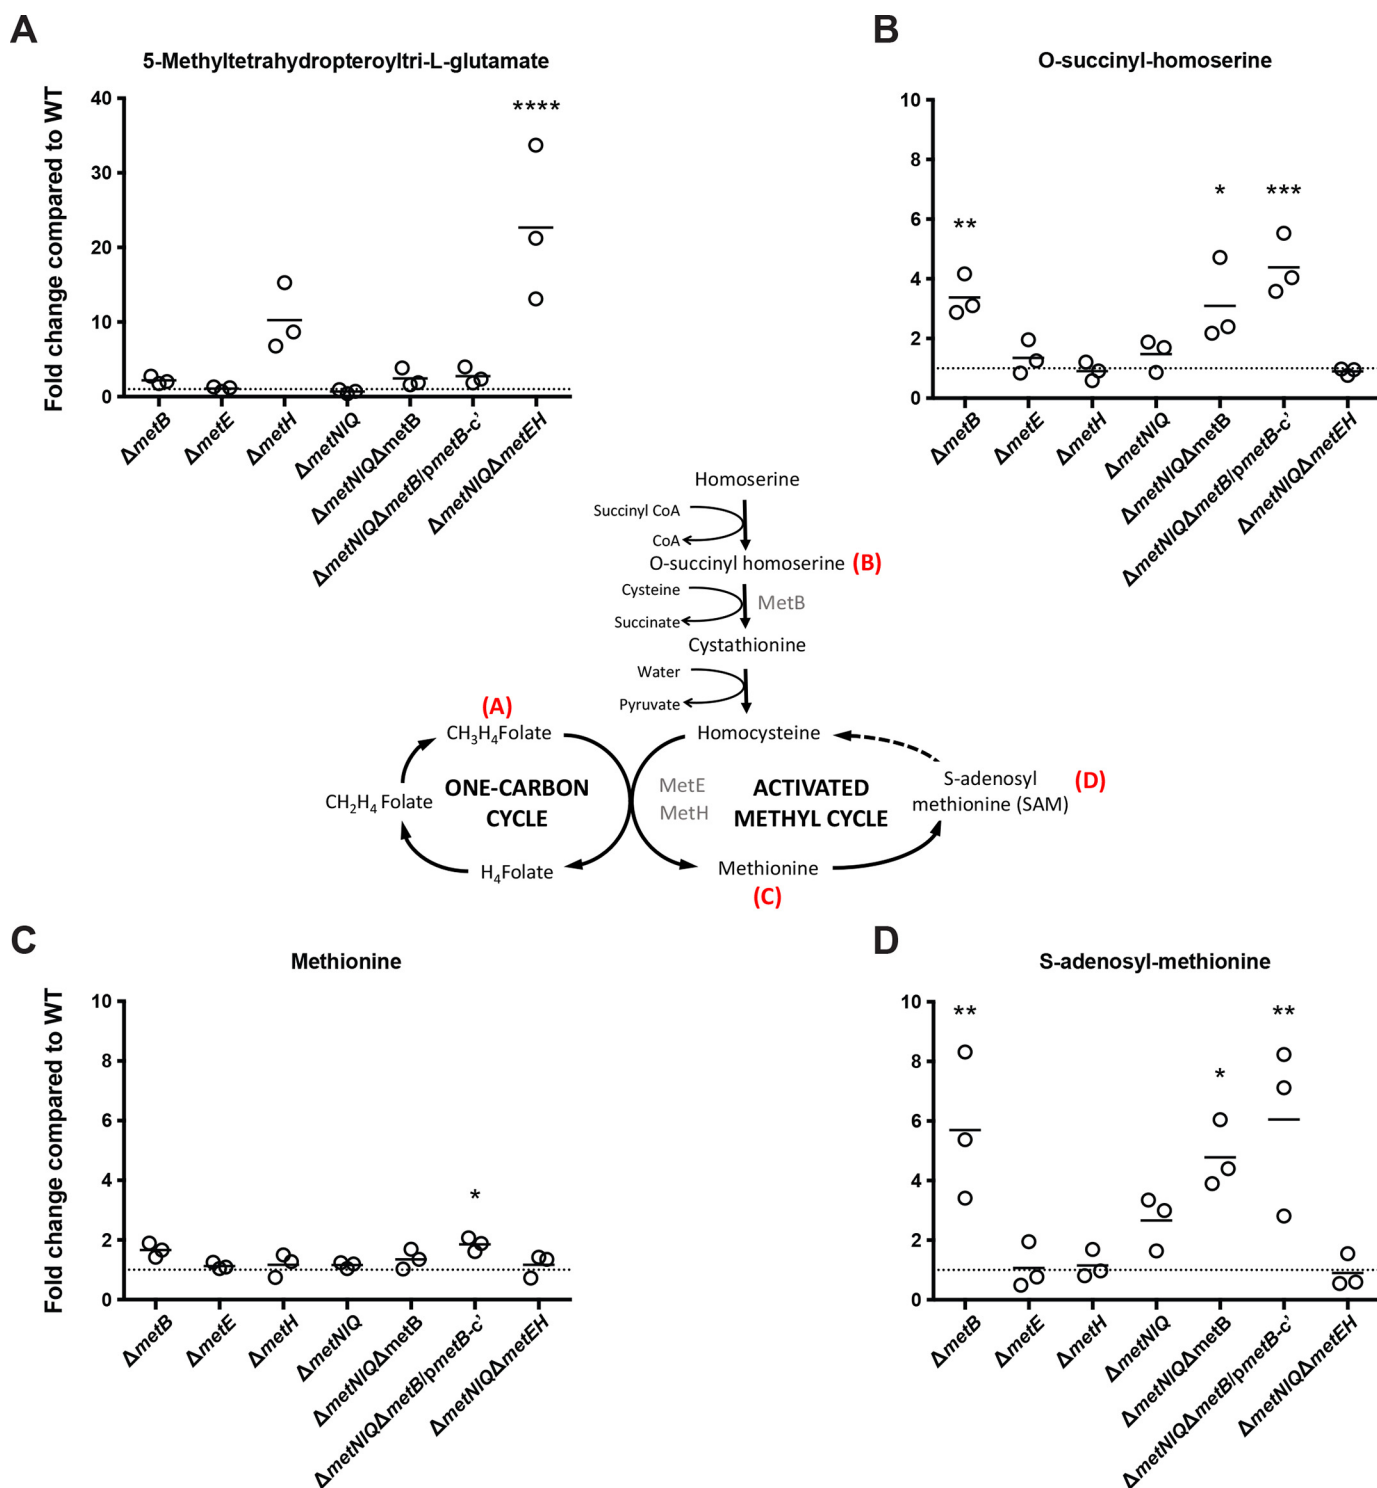 A
5-Methyltetrahydropteroyltri-L-glutamate
Fold change compared to WT
40
30
20
10
0
****
ΔmetB
ΔmetE
ΔmetH
ΔmetNIQ
ΔmetNIQΔmetB
ΔmetNIQΔmetB/pmetB-c’
ΔmetNIQΔmetEH
B
O-succinyl-homoserine
10
8
6
4
2
0
**
*
***
ΔmetB
ΔmetE
ΔmetH
ΔmetNIQ
ΔmetNIQΔmetB
ΔmetNIQΔmetB/pmetB-c’
ΔmetNIQΔmetEH
Homoserine
Succinyl CoA
CoA
O-succinyl homoserine (B)
Cysteine
MetB
Succinate
Cystathionine
Water
Pyruvate
(A)
CH₃H₄Folate
Homocysteine
CH₂H₄ Folate
ONE-CARBON
CYCLE
MetE
MetH
ACTIVATED
METHYL CYCLE
S-adenosyl
methionine (SAM)
(D)
H₄Folate
Methionine
(C)
C
Methionine
Fold change compared to WT
10
8
6
4
2
0
*
ΔmetB
ΔmetE
ΔmetH
ΔmetNIQ
ΔmetNIQΔmetB
ΔmetNIQΔmetB/pmetB-c’
ΔmetNIQΔmetEH
D
S-adenosyl-methionine
10
8
6
4
2
0
**
*
**
ΔmetB
ΔmetE
ΔmetH
ΔmetNIQ
ΔmetNIQΔmetB
ΔmetNIQΔmetB/pmetB-c’
ΔmetNIQΔmetEH